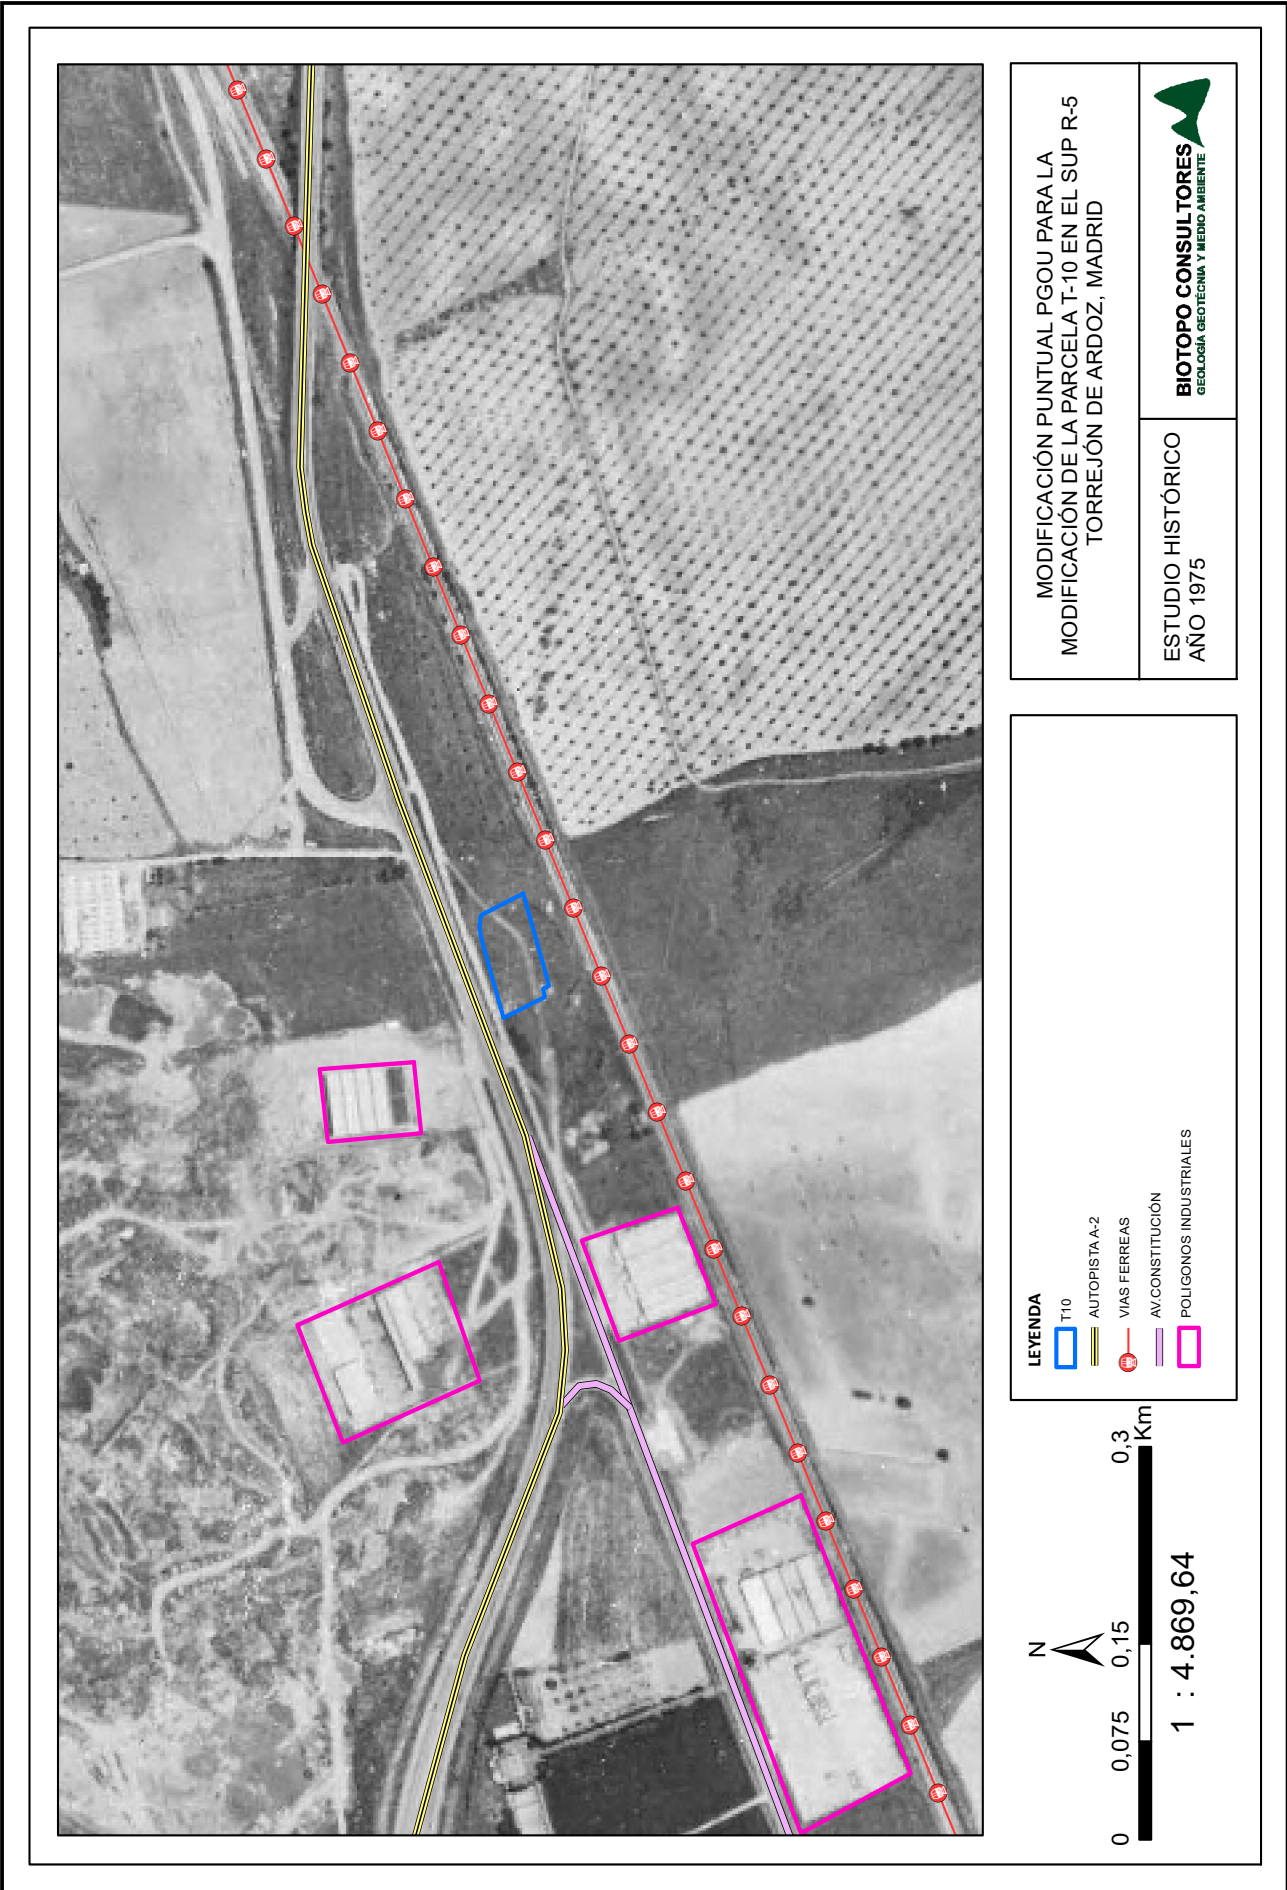 MODIFICACIÓN PUNTUAL PGOU PARA LA
MODIFICACIÓN DE LA PARCELA T-10 EN EL SUP R-5
TORREJÓN DE ARDOZ, MADRID
ESTUDIO HISTÓRICO
AÑO 1975
BIOTOPO CONSULTORES
GEOLOGÍA GEOTÉCNIA Y MEDIO AMBIENTE
LEYENDA
T10
AUTOPISTA A-2
VIAS FERREAS
AV.CONSTITUCIÓN
POLIGONOS INDUSTRIALES
N
0 0,075 0,15 0,3
Km
1 : 4.869,64